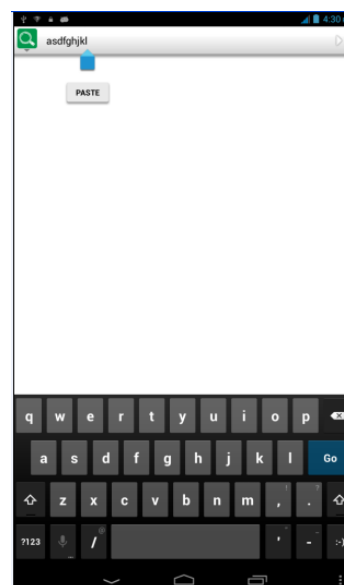 4:30
asdfghjkl
PASTE
q w e r t y u i o p
a s d f g h j k l Go
z x c v b n m , ! . ?
?123 / @ ' " - _ :-)